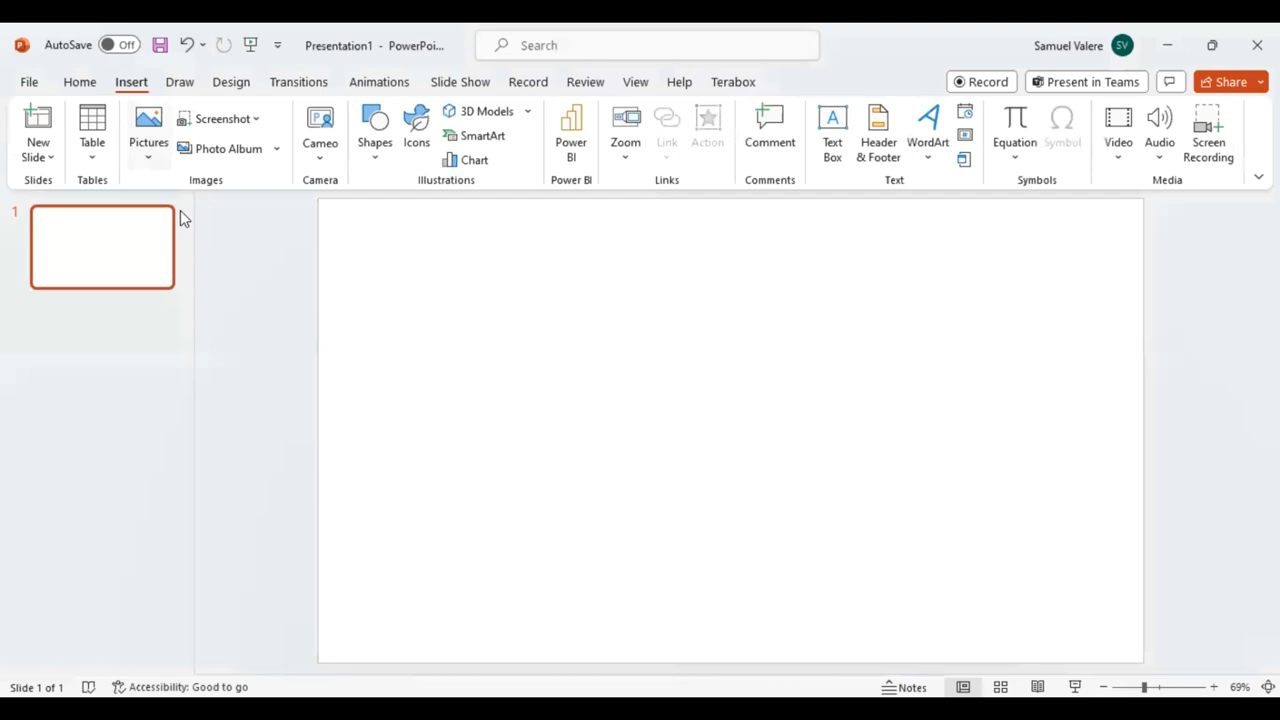 AutoSave Off Presentation1 - PowerPoi... Search Samuel Valere SV
File Home Insert Draw Design Transitions Animations Slide Show Record Review View Help Terabox Record Present in Teams Share
New Slide
Table
Pictures
Screenshot
Photo Album
Cameo
Shapes
Icons
3D Models
SmartArt
Chart
Power BI
Zoom
Link
Action
Comment
Text Box
Header & Footer
WordArt
Equation
Symbol
Video
Audio
Screen Recording
Slides Tables Images Camera Illustrations Power BI Links Comments Text Symbols Media
1
Slide 1 of 1 Accessibility: Good to go Notes 69%